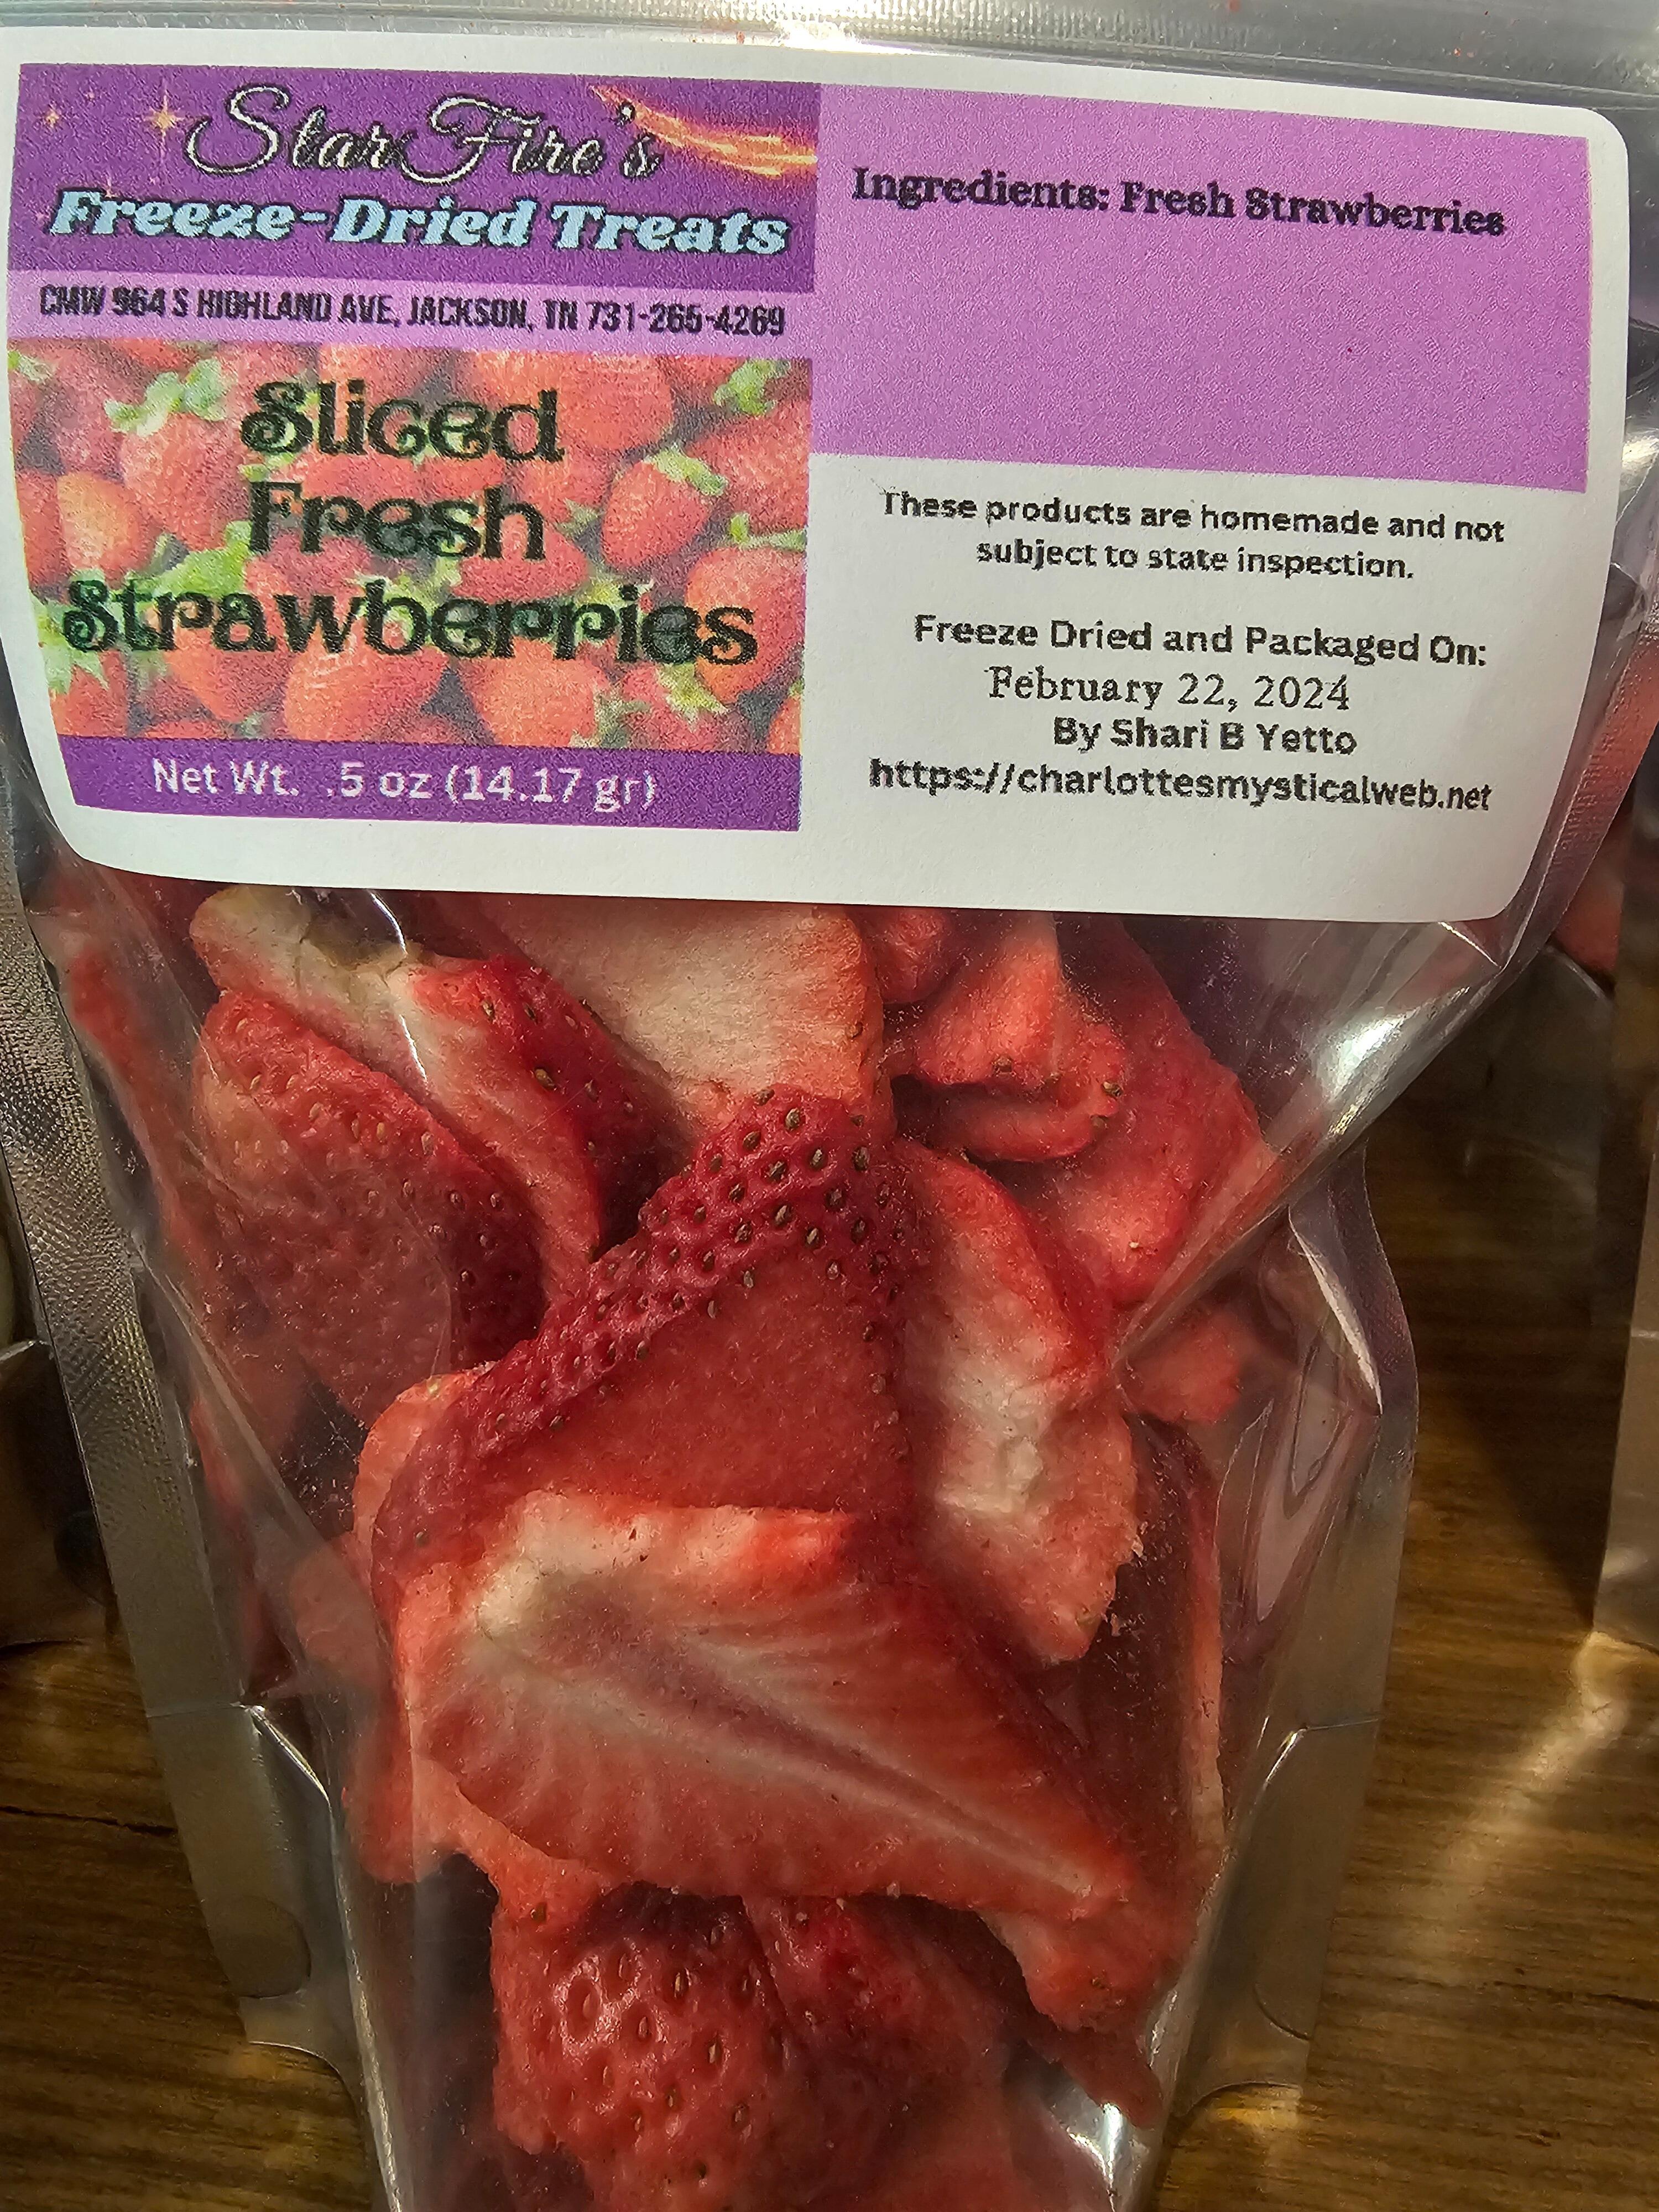 StarFire's
Freeze-Dried Treats
CMW 964 S HIGHLAND AVE, JACKSON, TN 731-265-4269
Sliced
Fresh
Strawberries
Net Wt. .5 oz (14.17 gr)
Ingredients: Fresh Strawberries
These products are homemade and not
subject to state inspection.
Freeze Dried and Packaged On:
February 22, 2024
By Shari B Yetto
https://charlottesmysticalweb.net